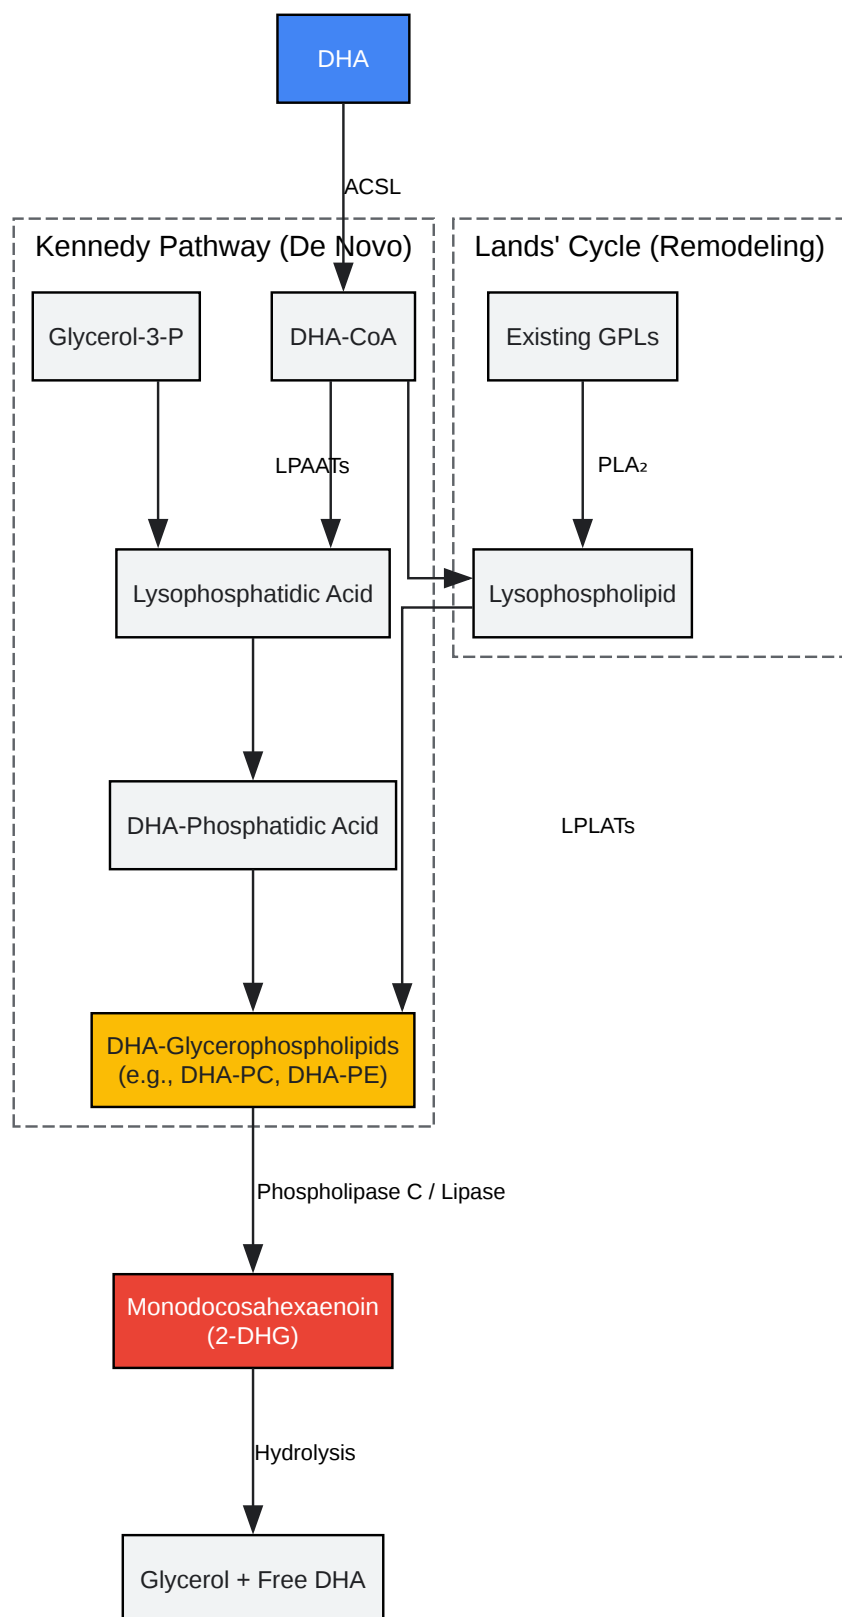 DHA
ACSL
Kennedy Pathway (De Novo)
Lands' Cycle (Remodeling)
Glycerol-3-P
DHA-CoA
Existing GPLs
LPAATs
PLA₂
Lysophosphatidic Acid
Lysophospholipid
DHA-Phosphatidic Acid
LPLATs
DHA-Glycerophospholipids
(e.g., DHA-PC, DHA-PE)
Phospholipase C / Lipase
Monodocosahexaenoin
(2-DHG)
Hydrolysis
Glycerol + Free DHA